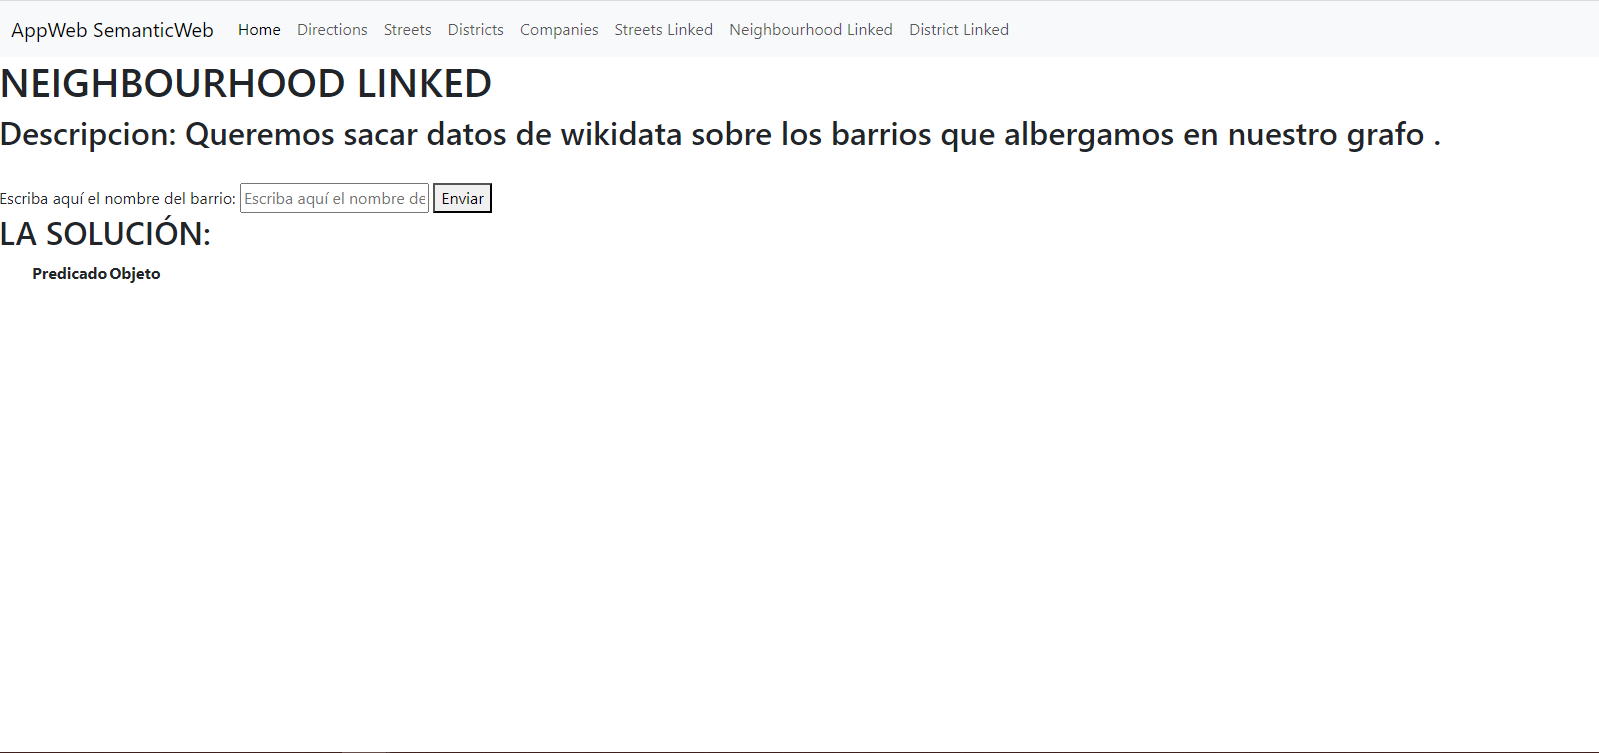 AppWeb SemanticWeb Home Directions Streets Districts Companies Streets Linked Neighbourhood Linked District Linked
NEIGHBOURHOOD LINKED
Descripcion: Queremos sacar datos de wikidata sobre los barrios que albergamos en nuestro grafo .
Escriba aquí el nombre del barrio: Escriba aquí el nombre de Enviar
LA SOLUCIÓN:
Predicado Objeto